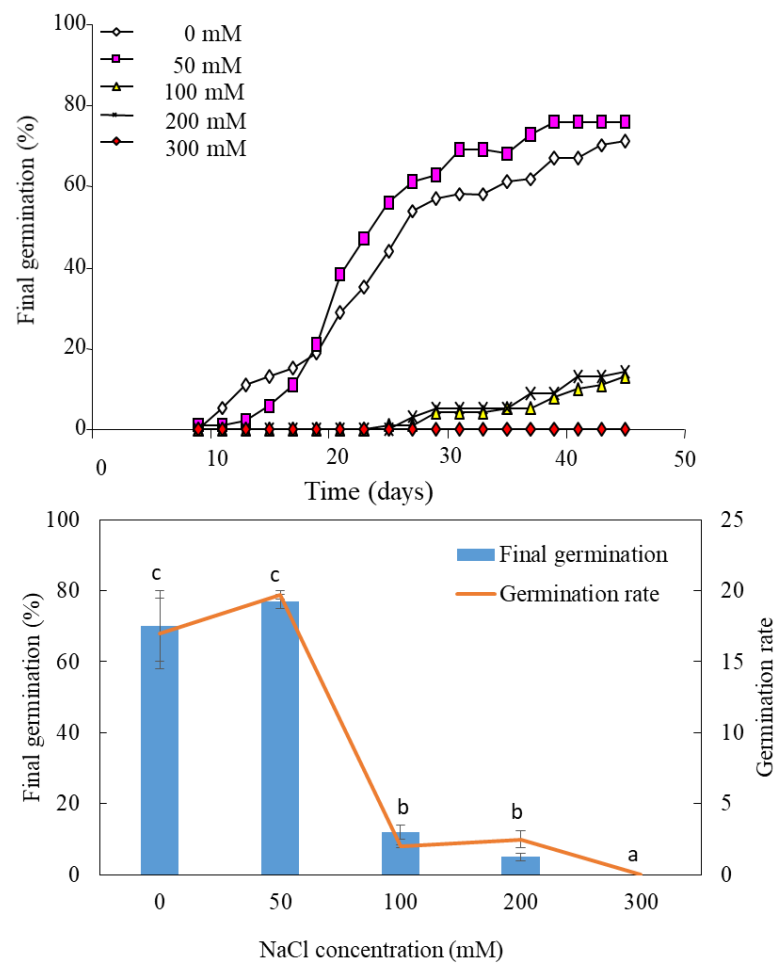 100
80
60
40
20
0
Final germination (%)
0 mM
50 mM
100 mM
200 mM
300 mM
0
10
20
30
40
50
Time (days)
100
80
60
40
20
0
Final germination (%)
c
c
b
b
a
Final germination
Germination rate
25
20
15
10
5
0
Germination rate
0
50
100
200
300
NaCl concentration (mM)